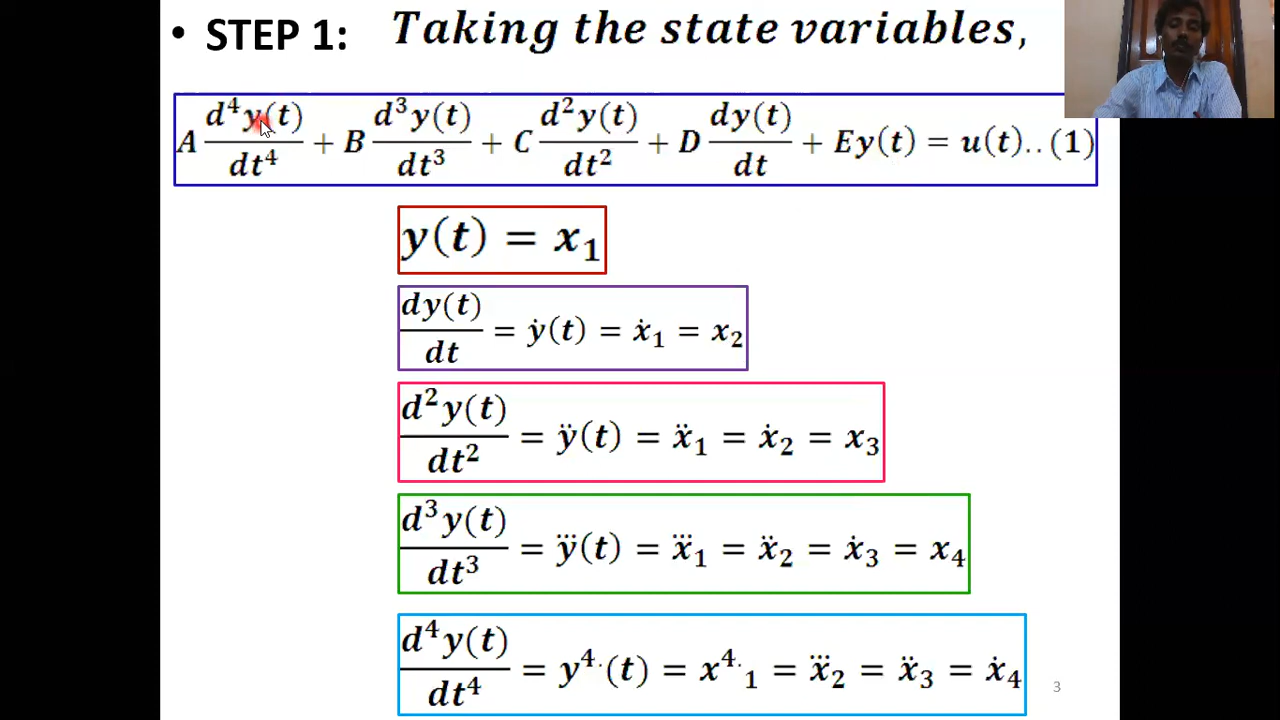 • STEP 1: Taking the state variables,
A d⁴y(t)/dt⁴ + B d³y(t)/dt³ + C d²y(t)/dt² + D dy(t)/dt + Ey(t) = u(t)..(1)
y(t) = x₁
dy(t)/dt = ẏ(t) = ẋ₁ = x₂
d²y(t)/dt² = ÿ(t) = ẍ₁ = ẋ₂ = x₃
d³y(t)/dt³ = y⃛(t) = x⃛₁ = ẍ₂ = ẋ₃ = x₄
d⁴y(t)/dt⁴ = y⁴·(t) = x⁴·₁ = x⃛₂ = ẍ₃ = ẋ₄
3